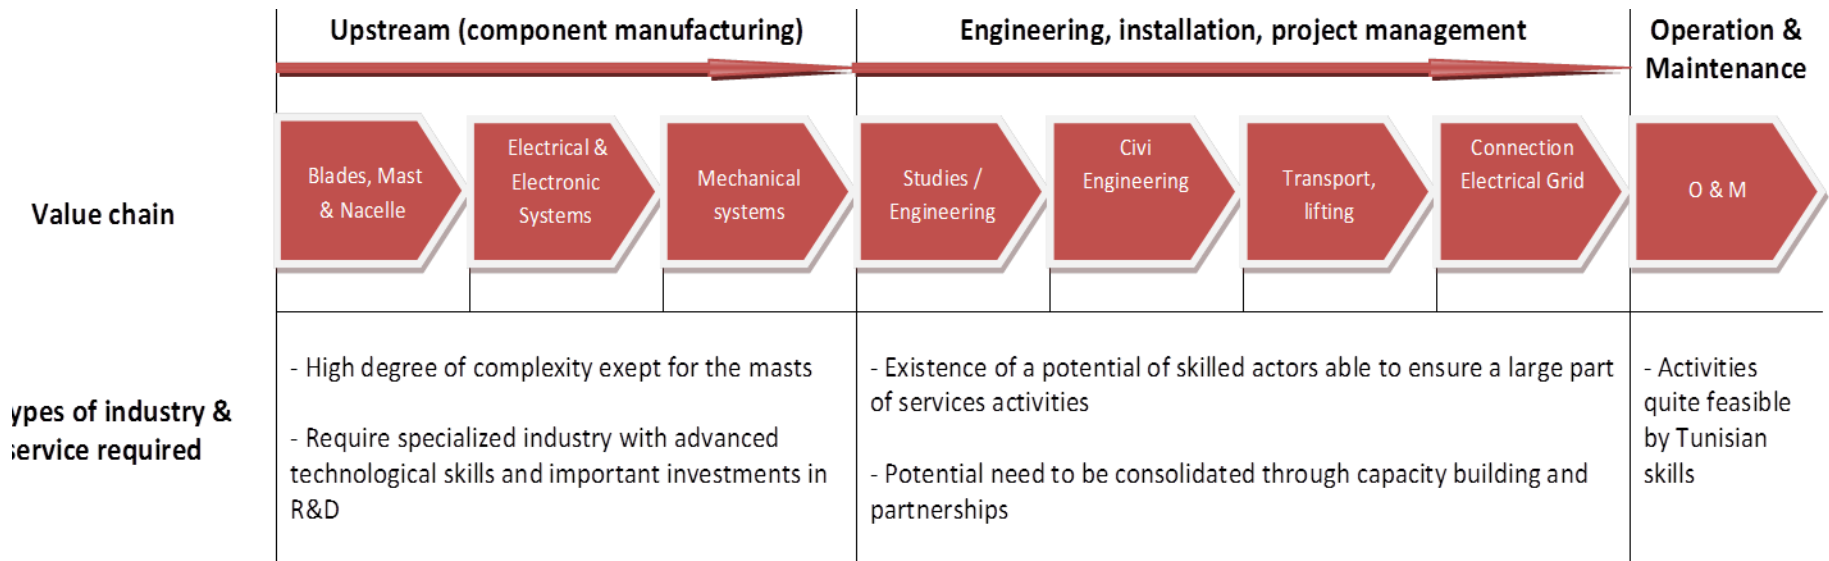 Upstream (component manufacturing)
Engineering, installation, project management
Operation &
Maintenance
Value chain
Blades, Mast
& Nacelle
Electrical &
Electronic
Systems
Mechanical
systems
Studies /
Engineering
Civi
Engineering
Transport,
lifting
Connection
Electrical Grid
O & M
ypes of industry &
service required
- High degree of complexity exept for the masts
- Require specialized industry with advanced
technological skills and important investments in
R&D
- Existence of a potential of skilled actors able to ensure a large part
of services activities
- Potential need to be consolidated through capacity building and
partnerships
- Activities
quite feasible
by Tunisian
skills